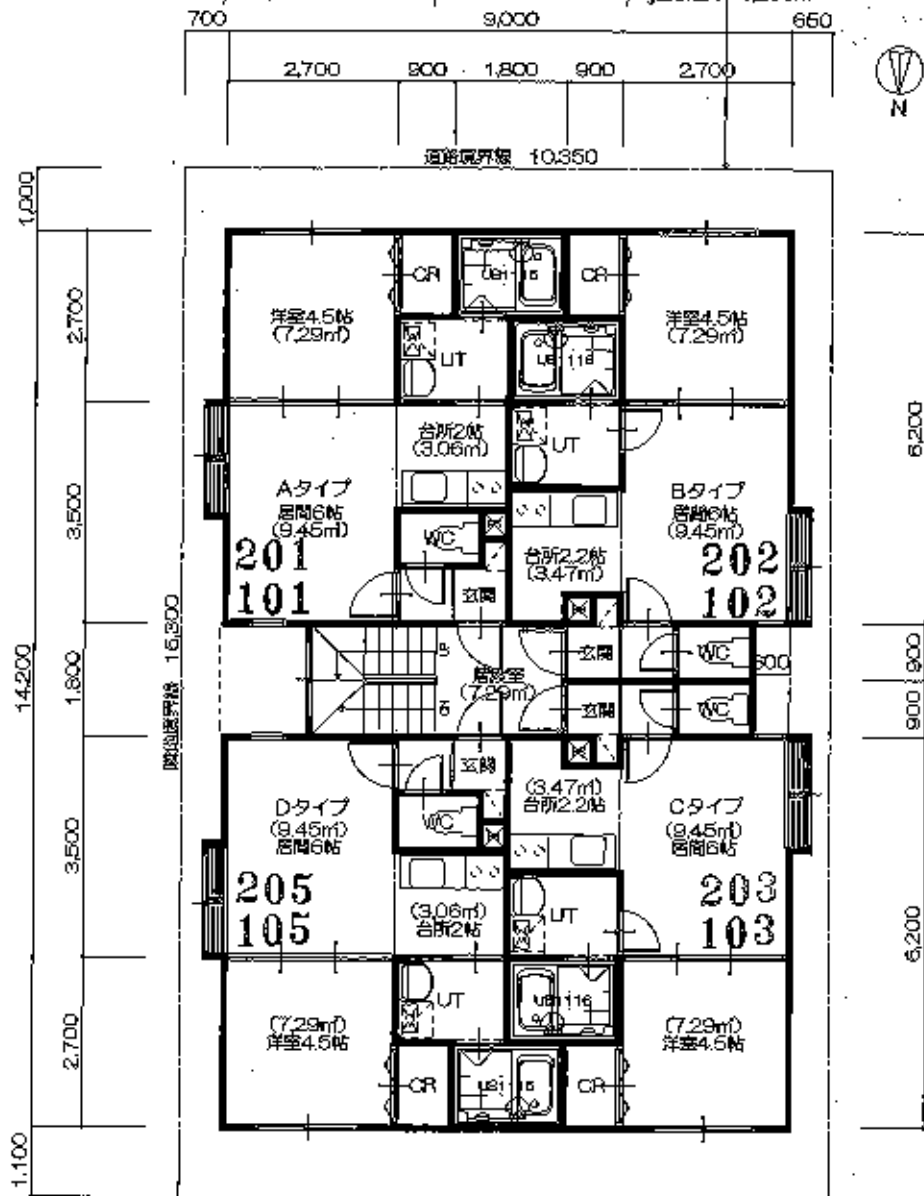 700
9,000
650
2,700
900
1,800
900
2,700
N
道路境界線 10,350
1,000
2,700
3,500
14,200
1,800
3,500
2,700
1,100
隣地境界線 16,300
6,200
900
900
6,200
洋室4.5帖
(7.29㎡)
CR
UB1116
CR
洋室4.5帖
(7.29㎡)
UT
UB1116
台所2帖
(3.06㎡)
UT
Aタイプ
居間6帖
(9.45㎡)
201
101
WC
玄関
台所2.2帖
(3.47㎡)
Bタイプ
居間6帖
(9.45㎡)
202
102
階段室
(7.29㎡)
玄関
WC
600
玄関
WC
玄関
Dタイプ
(9.45㎡)
居間6帖
205
105
WC
(3.47㎡)
台所2.2帖
Cタイプ
(9.45㎡)
居間6帖
203
103
(3.06㎡)
台所2帖
UT
UT
UB1116
(7.29㎡)
洋室4.5帖
CR
UB1116
CR
(7.29㎡)
洋室4.5帖